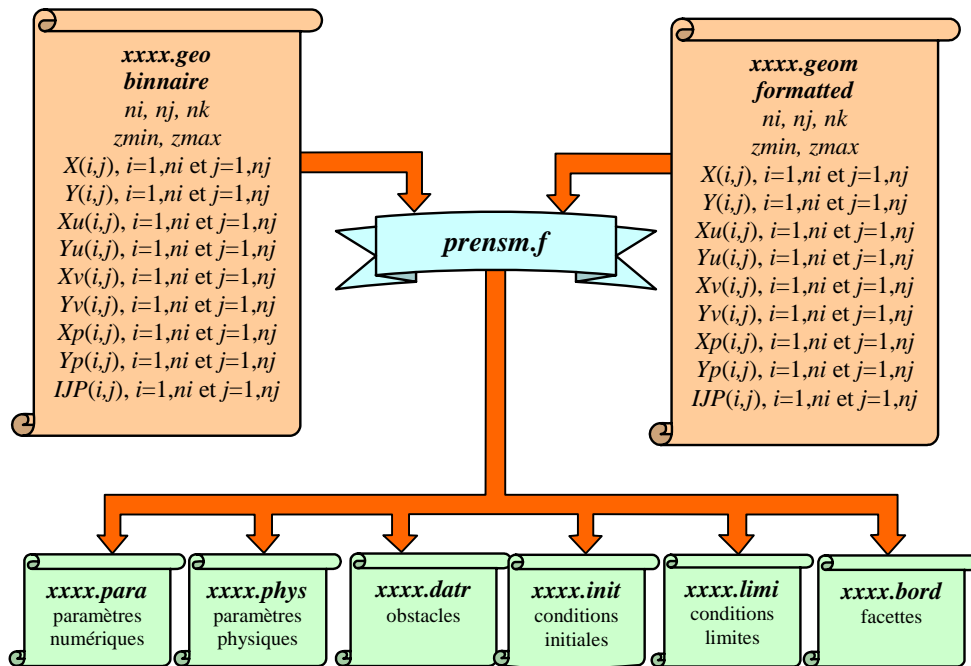 xxxx.geo
binnaire
ni, nj, nk
zmin, zmax
X(i,j), i=1,ni et j=1,nj
Y(i,j), i=1,ni et j=1,nj
Xu(i,j), i=1,ni et j=1,nj
Yu(i,j), i=1,ni et j=1,nj
Xv(i,j), i=1,ni et j=1,nj
Yv(i,j), i=1,ni et j=1,nj
Xp(i,j), i=1,ni et j=1,nj
Yp(i,j), i=1,ni et j=1,nj
IJP(i,j), i=1,ni et j=1,nj
xxxx.geom
formatted
ni, nj, nk
zmin, zmax
X(i,j), i=1,ni et j=1,nj
Y(i,j), i=1,ni et j=1,nj
Xu(i,j), i=1,ni et j=1,nj
Yu(i,j), i=1,ni et j=1,nj
Xv(i,j), i=1,ni et j=1,nj
Yv(i,j), i=1,ni et j=1,nj
Xp(i,j), i=1,ni et j=1,nj
Yp(i,j), i=1,ni et j=1,nj
IJP(i,j), i=1,ni et j=1,nj
prensm.f
xxxx.para
paramètres
numériques
xxxx.phys
paramètres
physiques
xxxx.datr
obstacles
xxxx.init
conditions
initiales
xxxx.limi
conditions
limites
xxxx.bord
facettes